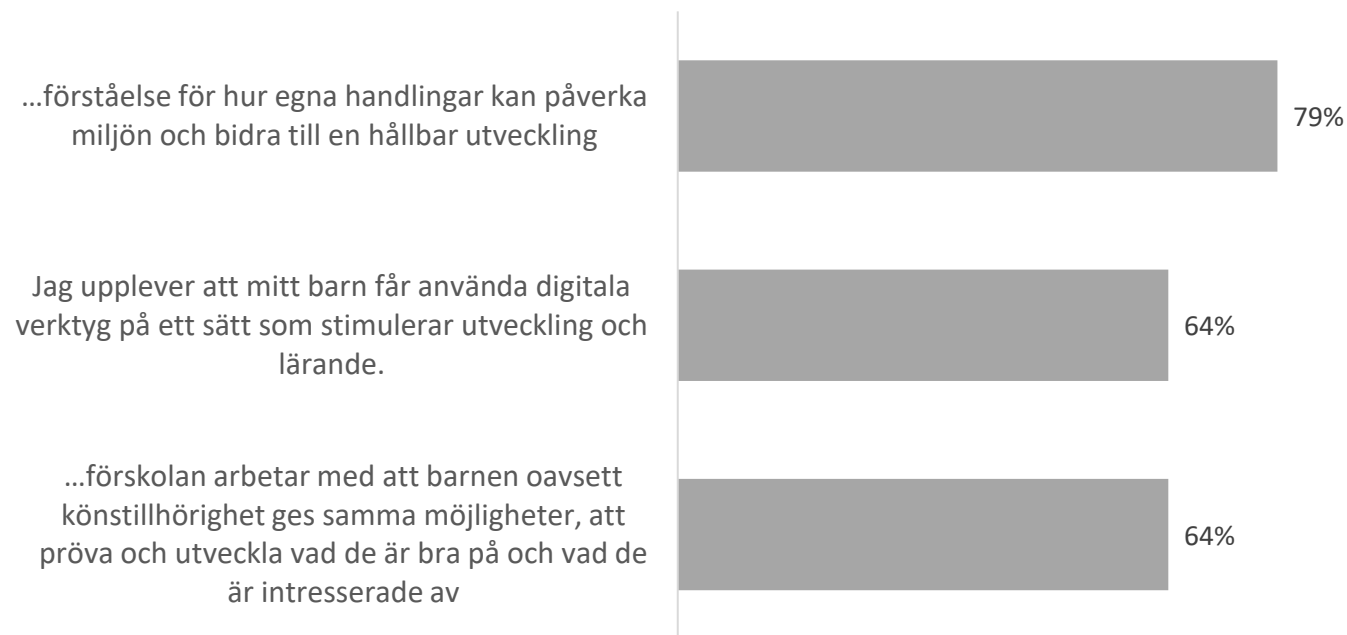 ...förståelse för hur egna handlingar kan påverka
miljön och bidra till en hållbar utveckling
79%
Jag upplever att mitt barn får använda digitala
verktyg på ett sätt som stimulerar utveckling och
lärande.
64%
...förskolan arbetar med att barnen oavsett
könstillhörighet ges samma möjligheter, att
pröva och utveckla vad de är bra på och vad de
är intresserade av
64%